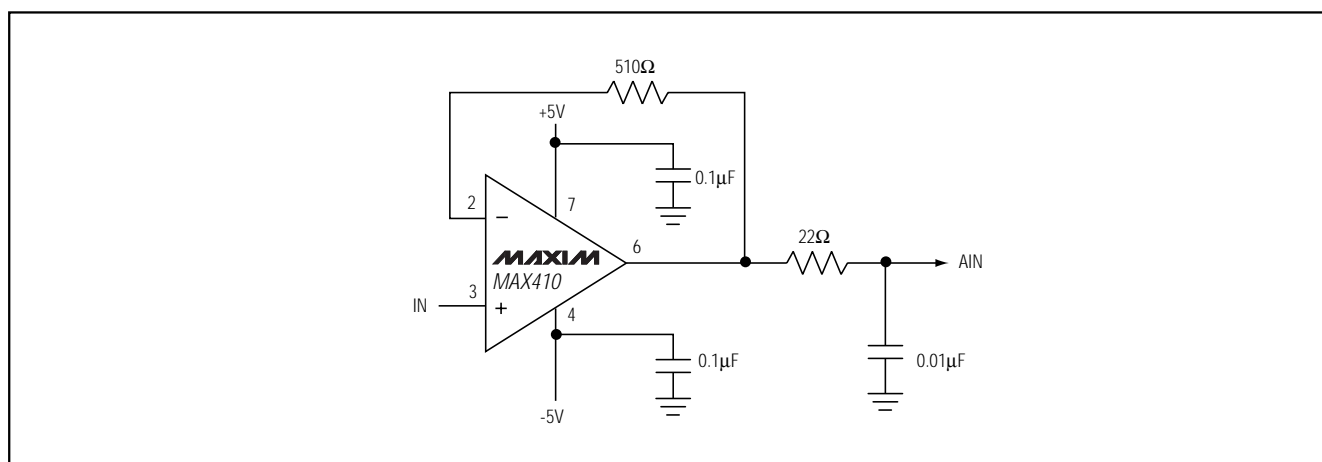 510Ω
+5V
0.1µF
2
7
−
22Ω
6
MAXIM
AIN
MAX410
3
IN
+
4
0.1µF
0.01µF
-5V